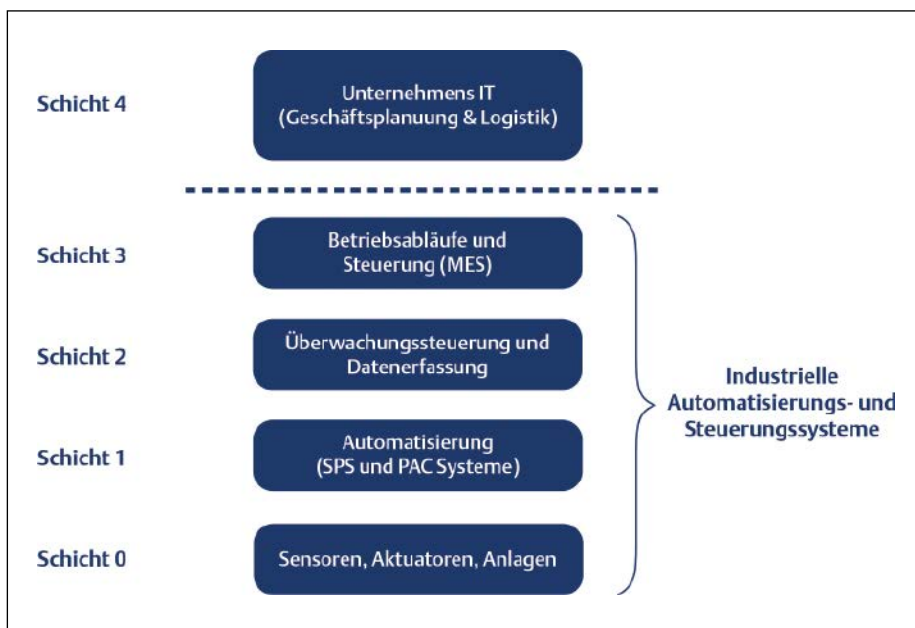 Schicht 4
Unternehmens IT
(Geschäftsplanuung & Logistik)
Schicht 3
Betriebsabläufe und
Steuerung (MES)
Schicht 2
Überwachungssteuerung und
Datenerfassung
Schicht 1
Automatisierung
(SPS und PAC Systeme)
Schicht 0
Sensoren, Aktuatoren, Anlagen
Industrielle
Automatisierungs- und
Steuerungssysteme